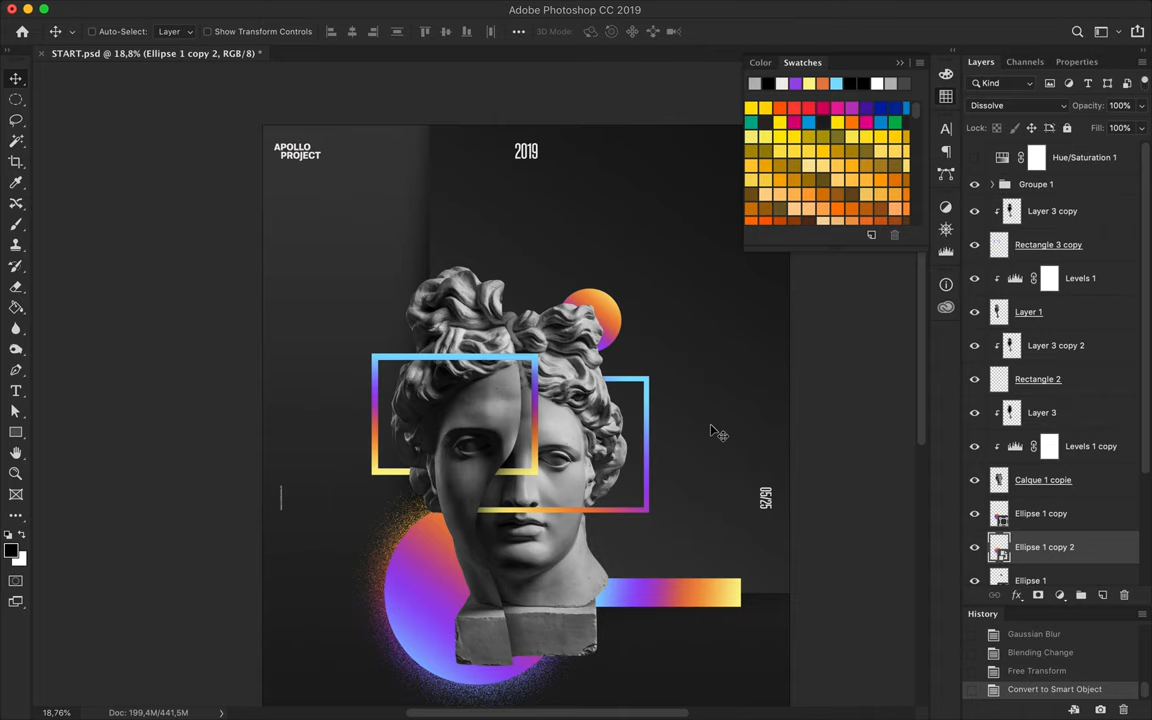 Adobe Photoshop CC 2019
Auto-Select:
Layer
Show Transform Controls
3D Mode:
START.psd @ 18,8% (Ellipse 1 copy 2, RGB/8) *
Color
Swatches
Layers
Channels
Properties
Kind
Dissolve
Opacity: 100%
Lock:
Fill: 100%
Hue/Saturation 1
Groupe 1
Layer 3 copy
Rectangle 3 copy
Levels 1
Layer 1
Layer 3 copy 2
Rectangle 2
Layer 3
Levels 1 copy
Calque 1 copie
Ellipse 1 copy
Ellipse 1 copy 2
Ellipse 1
History
Gaussian Blur
Blending Change
Free Transform
Convert to Smart Object
APOLLO
PROJECT
2019
05/25
18,76%
Doc: 199,4M/441,5M